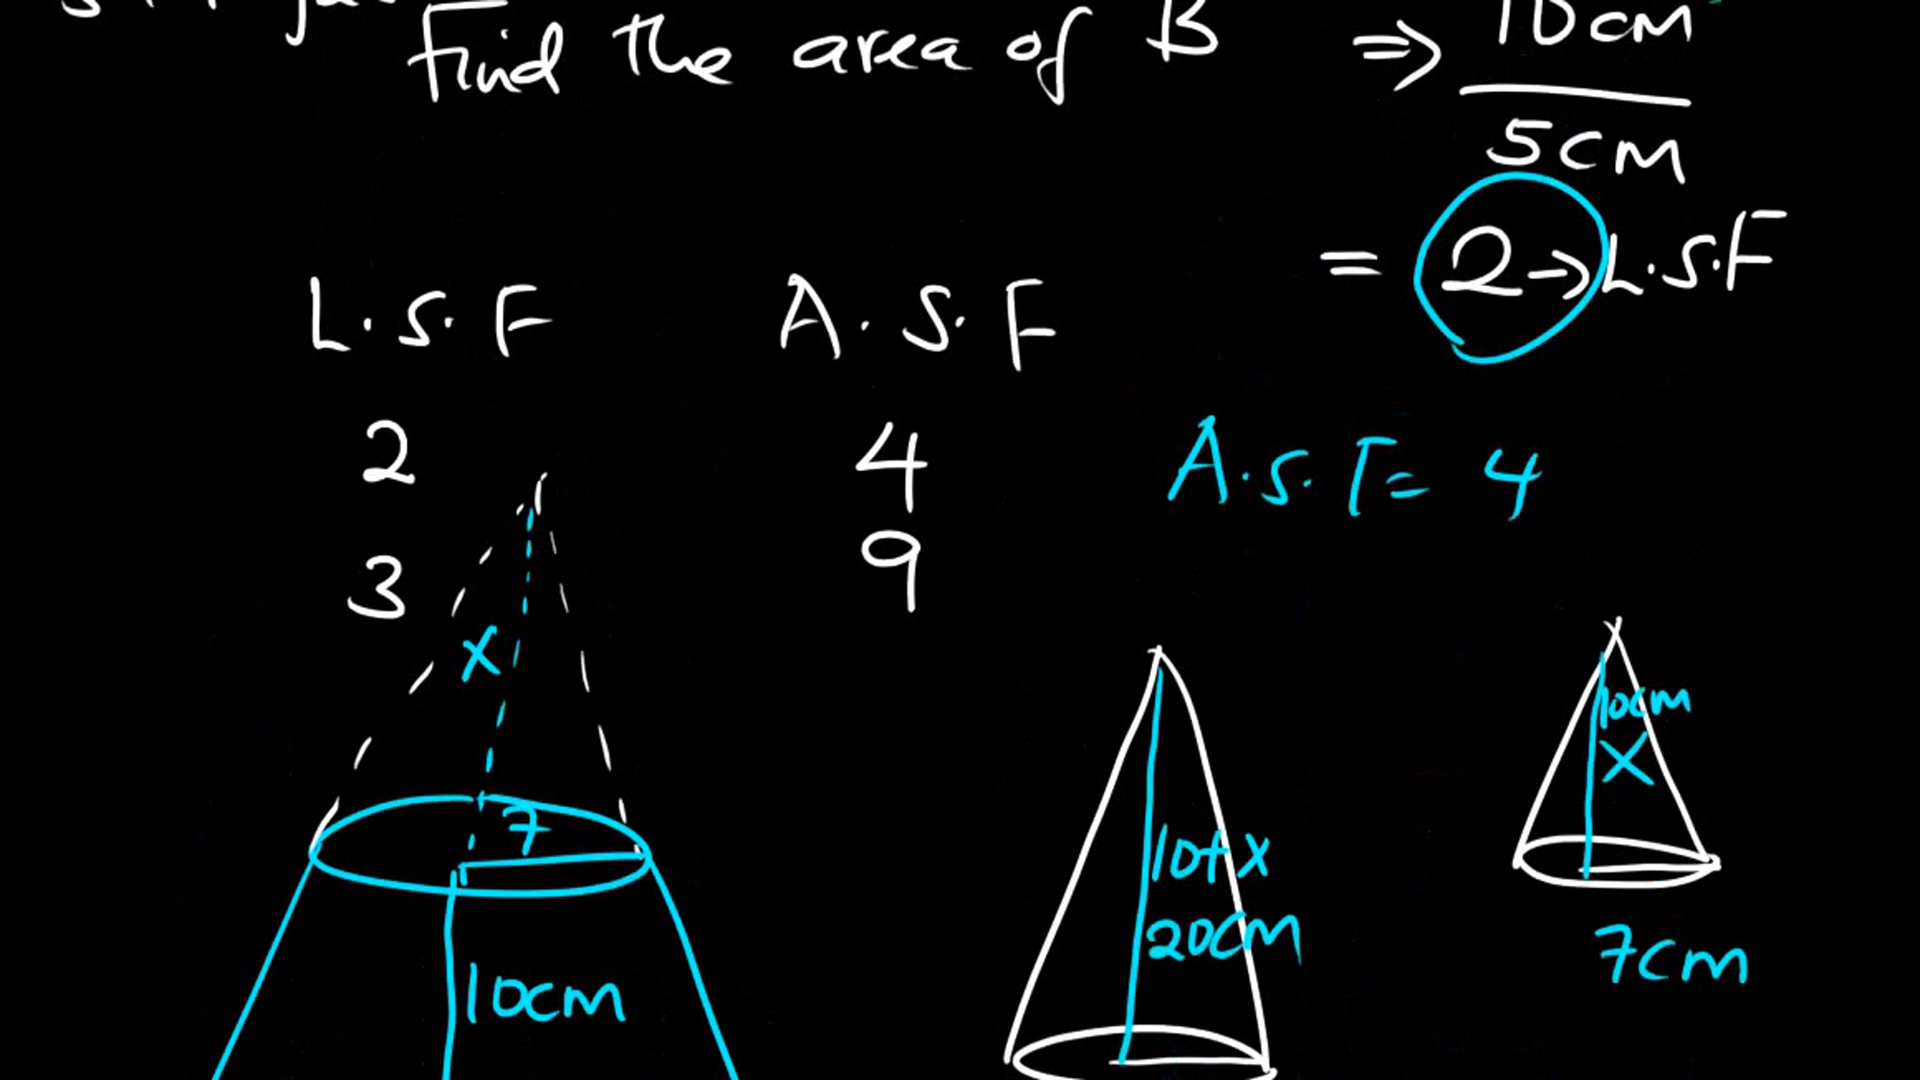 Find the area of B => 10cm
5cm
= 2 -> L.S.F
L.S.F A.S.F
2 4 A.S.F = 4
3 9
x
10cm
x
7
10+x
20cm
7cm
10cm